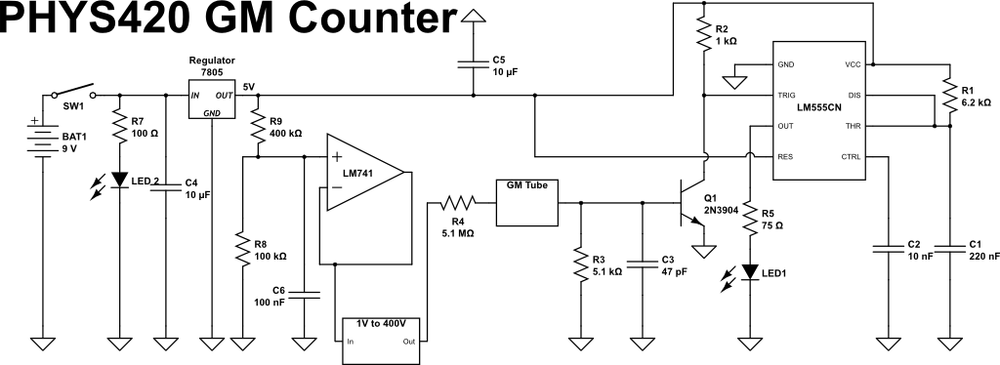 PHYS420 GM Counter
C5
10 µF
R2
1 kΩ
Regulator
7805
IN
OUT
GND
5V
SW1
+
BAT1
9 V
R7
100 Ω
LED 2
C4
10 µF
R9
400 kΩ
LM741
+
−
R8
100 kΩ
C6
100 nF
1V to 400V
In
Out
R4
5.1 MΩ
GM Tube
R3
5.1 kΩ
C3
47 pF
Q1
2N3904
GND
VCC
TRIG
DIS
LM555CN
OUT
THR
RES
CTRL
R1
6.2 kΩ
R5
75 Ω
LED1
C2
10 nF
C1
220 nF